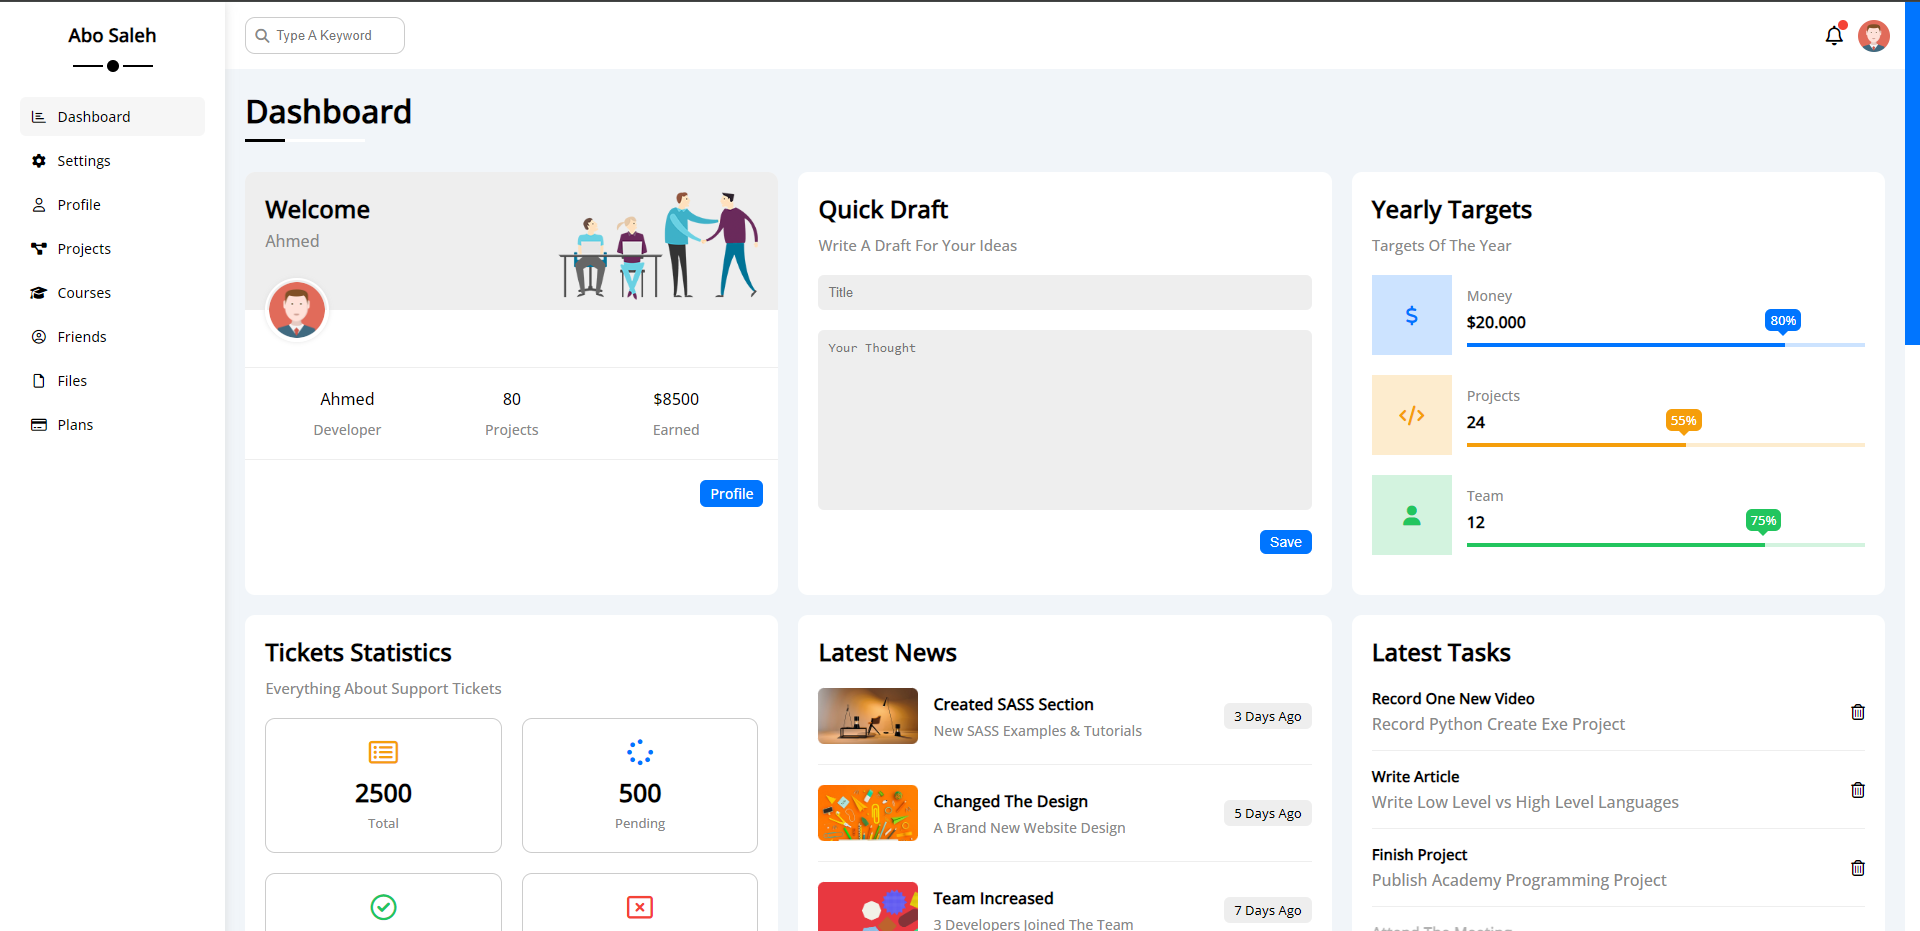 Abo Saleh
Dashboard
Settings
Profile
Projects
Courses
Friends
Files
Plans
Type A Keyword
Dashboard
Welcome
Ahmed
Ahmed
Developer
80
Projects
$8500
Earned
Profile
Quick Draft
Write A Draft For Your Ideas
Title
Your Thought
Save
Yearly Targets
Targets Of The Year
Money
$20.000
80%
Projects
24
55%
Team
12
75%
Tickets Statistics
Everything About Support Tickets
2500
Total
500
Pending
Latest News
Created SASS Section
New SASS Examples & Tutorials
3 Days Ago
Changed The Design
A Brand New Website Design
5 Days Ago
Team Increased
3 Developers Joined The Team
7 Days Ago
Latest Tasks
Record One New Video
Record Python Create Exe Project
Write Article
Write Low Level vs High Level Languages
Finish Project
Publish Academy Programming Project
Attend The Meeting